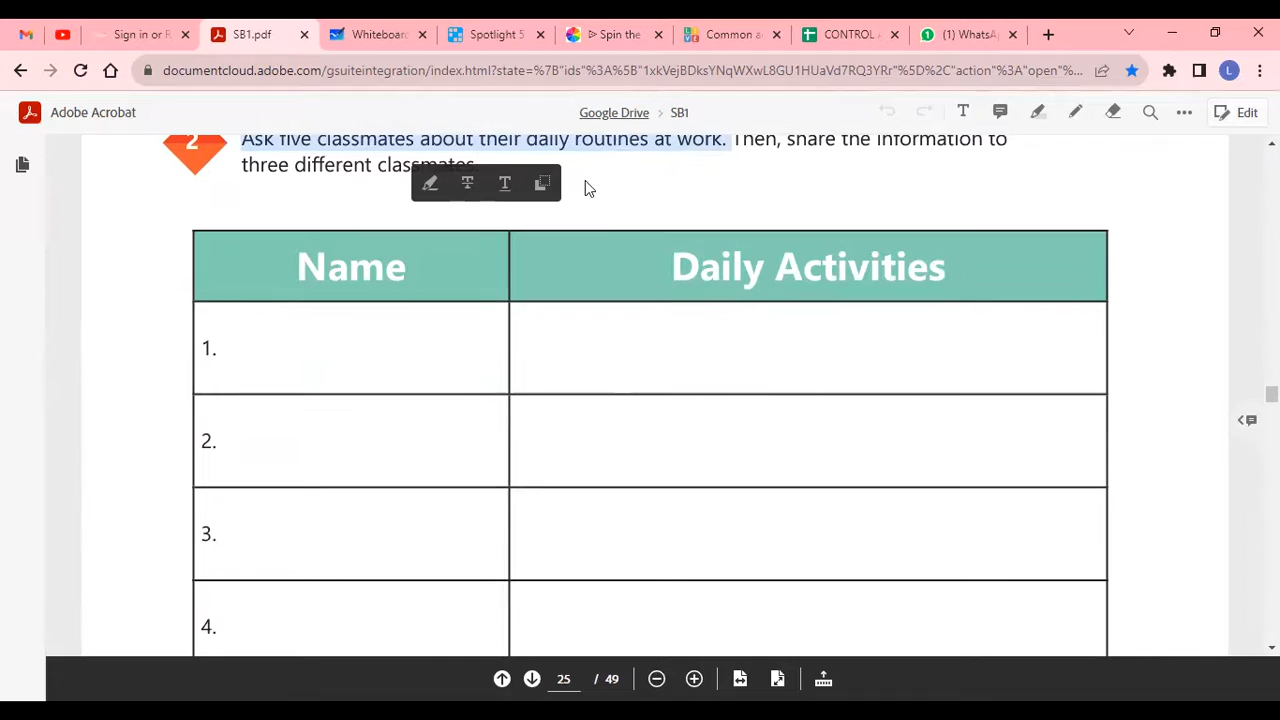 Sign in or R
SB1.pdf
Whiteboard
Spotlight 5
Spin the
Common a
CONTROL
(1) WhatsA
documentcloud.adobe.com/gsuiteintegration/index.html?state=%7B"ids"%3A%5B"1xkVejBDksYNqWXwL8GU1HUaVd7RQ3YRr"%5D%2C"action"%3A"open"%...
L
Adobe Acrobat
Google Drive > SB1
T
Edit
2
Ask five classmates about their daily routines at work. Then, share the information to
three different classmates.
Name
Daily Activities
1.
2.
3.
4.
25 / 49